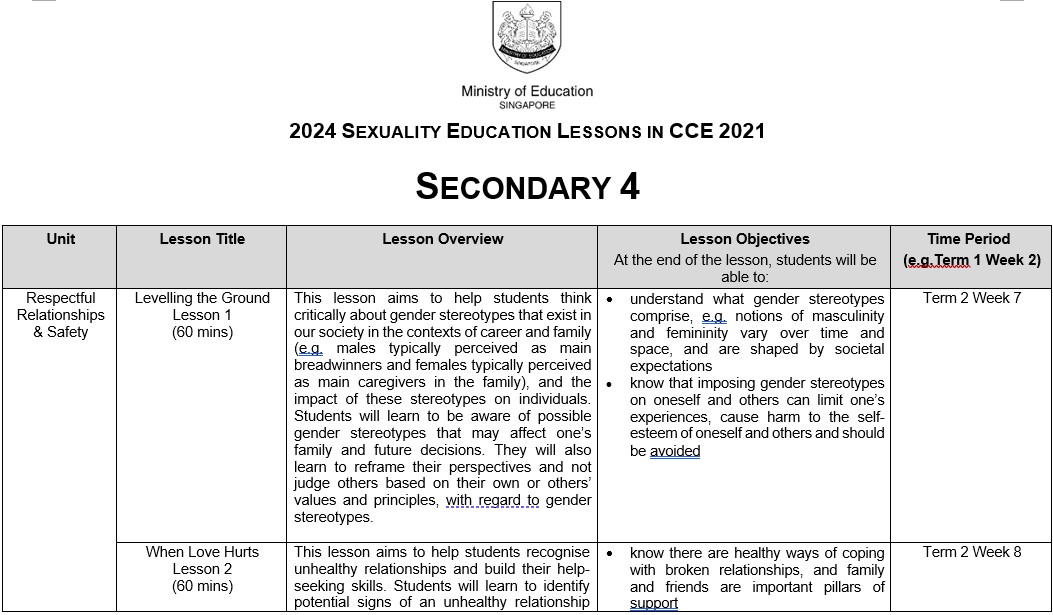 Ministry of Education
SINGAPORE
2024 SEXUALITY EDUCATION LESSONS IN CCE 2021
SECONDARY 4
Unit
Lesson Title
Lesson Overview
Lesson Objectives
At the end of the lesson, students will be
able to:
Time Period
(e.g.Term 1 Week 2)
Respectful
Relationships
& Safety
Levelling the Ground
Lesson 1
(60 mins)
This lesson aims to help students think
critically about gender stereotypes that exist in
our society in the contexts of career and family
(e.g. males typically perceived as main
breadwinners and females typically perceived
as main caregivers in the family), and the
impact of these stereotypes on individuals.
Students will learn to be aware of possible
gender stereotypes that may affect one's
family and future decisions. They will also
learn to reframe their perspectives and not
judge others based on their own or others'
values and principles, with regard to gender
stereotypes.
• understand what gender stereotypes
comprise, e.g. notions of masculinity
and femininity vary over time and
space, and are shaped by societal
expectations
• know that imposing gender stereotypes
on oneself and others can limit one's
experiences, cause harm to the self-
esteem of oneself and others and should
be avoided
Term 2 Week 7
When Love Hurts
Lesson 2
(60 mins)
This lesson aims to help students recognise
unhealthy relationships and build their help-
seeking skills. Students will learn to identify
potential signs of an unhealthy relationship
• know there are healthy ways of coping
with broken relationships, and family
and friends are important pillars of
support
Term 2 Week 8